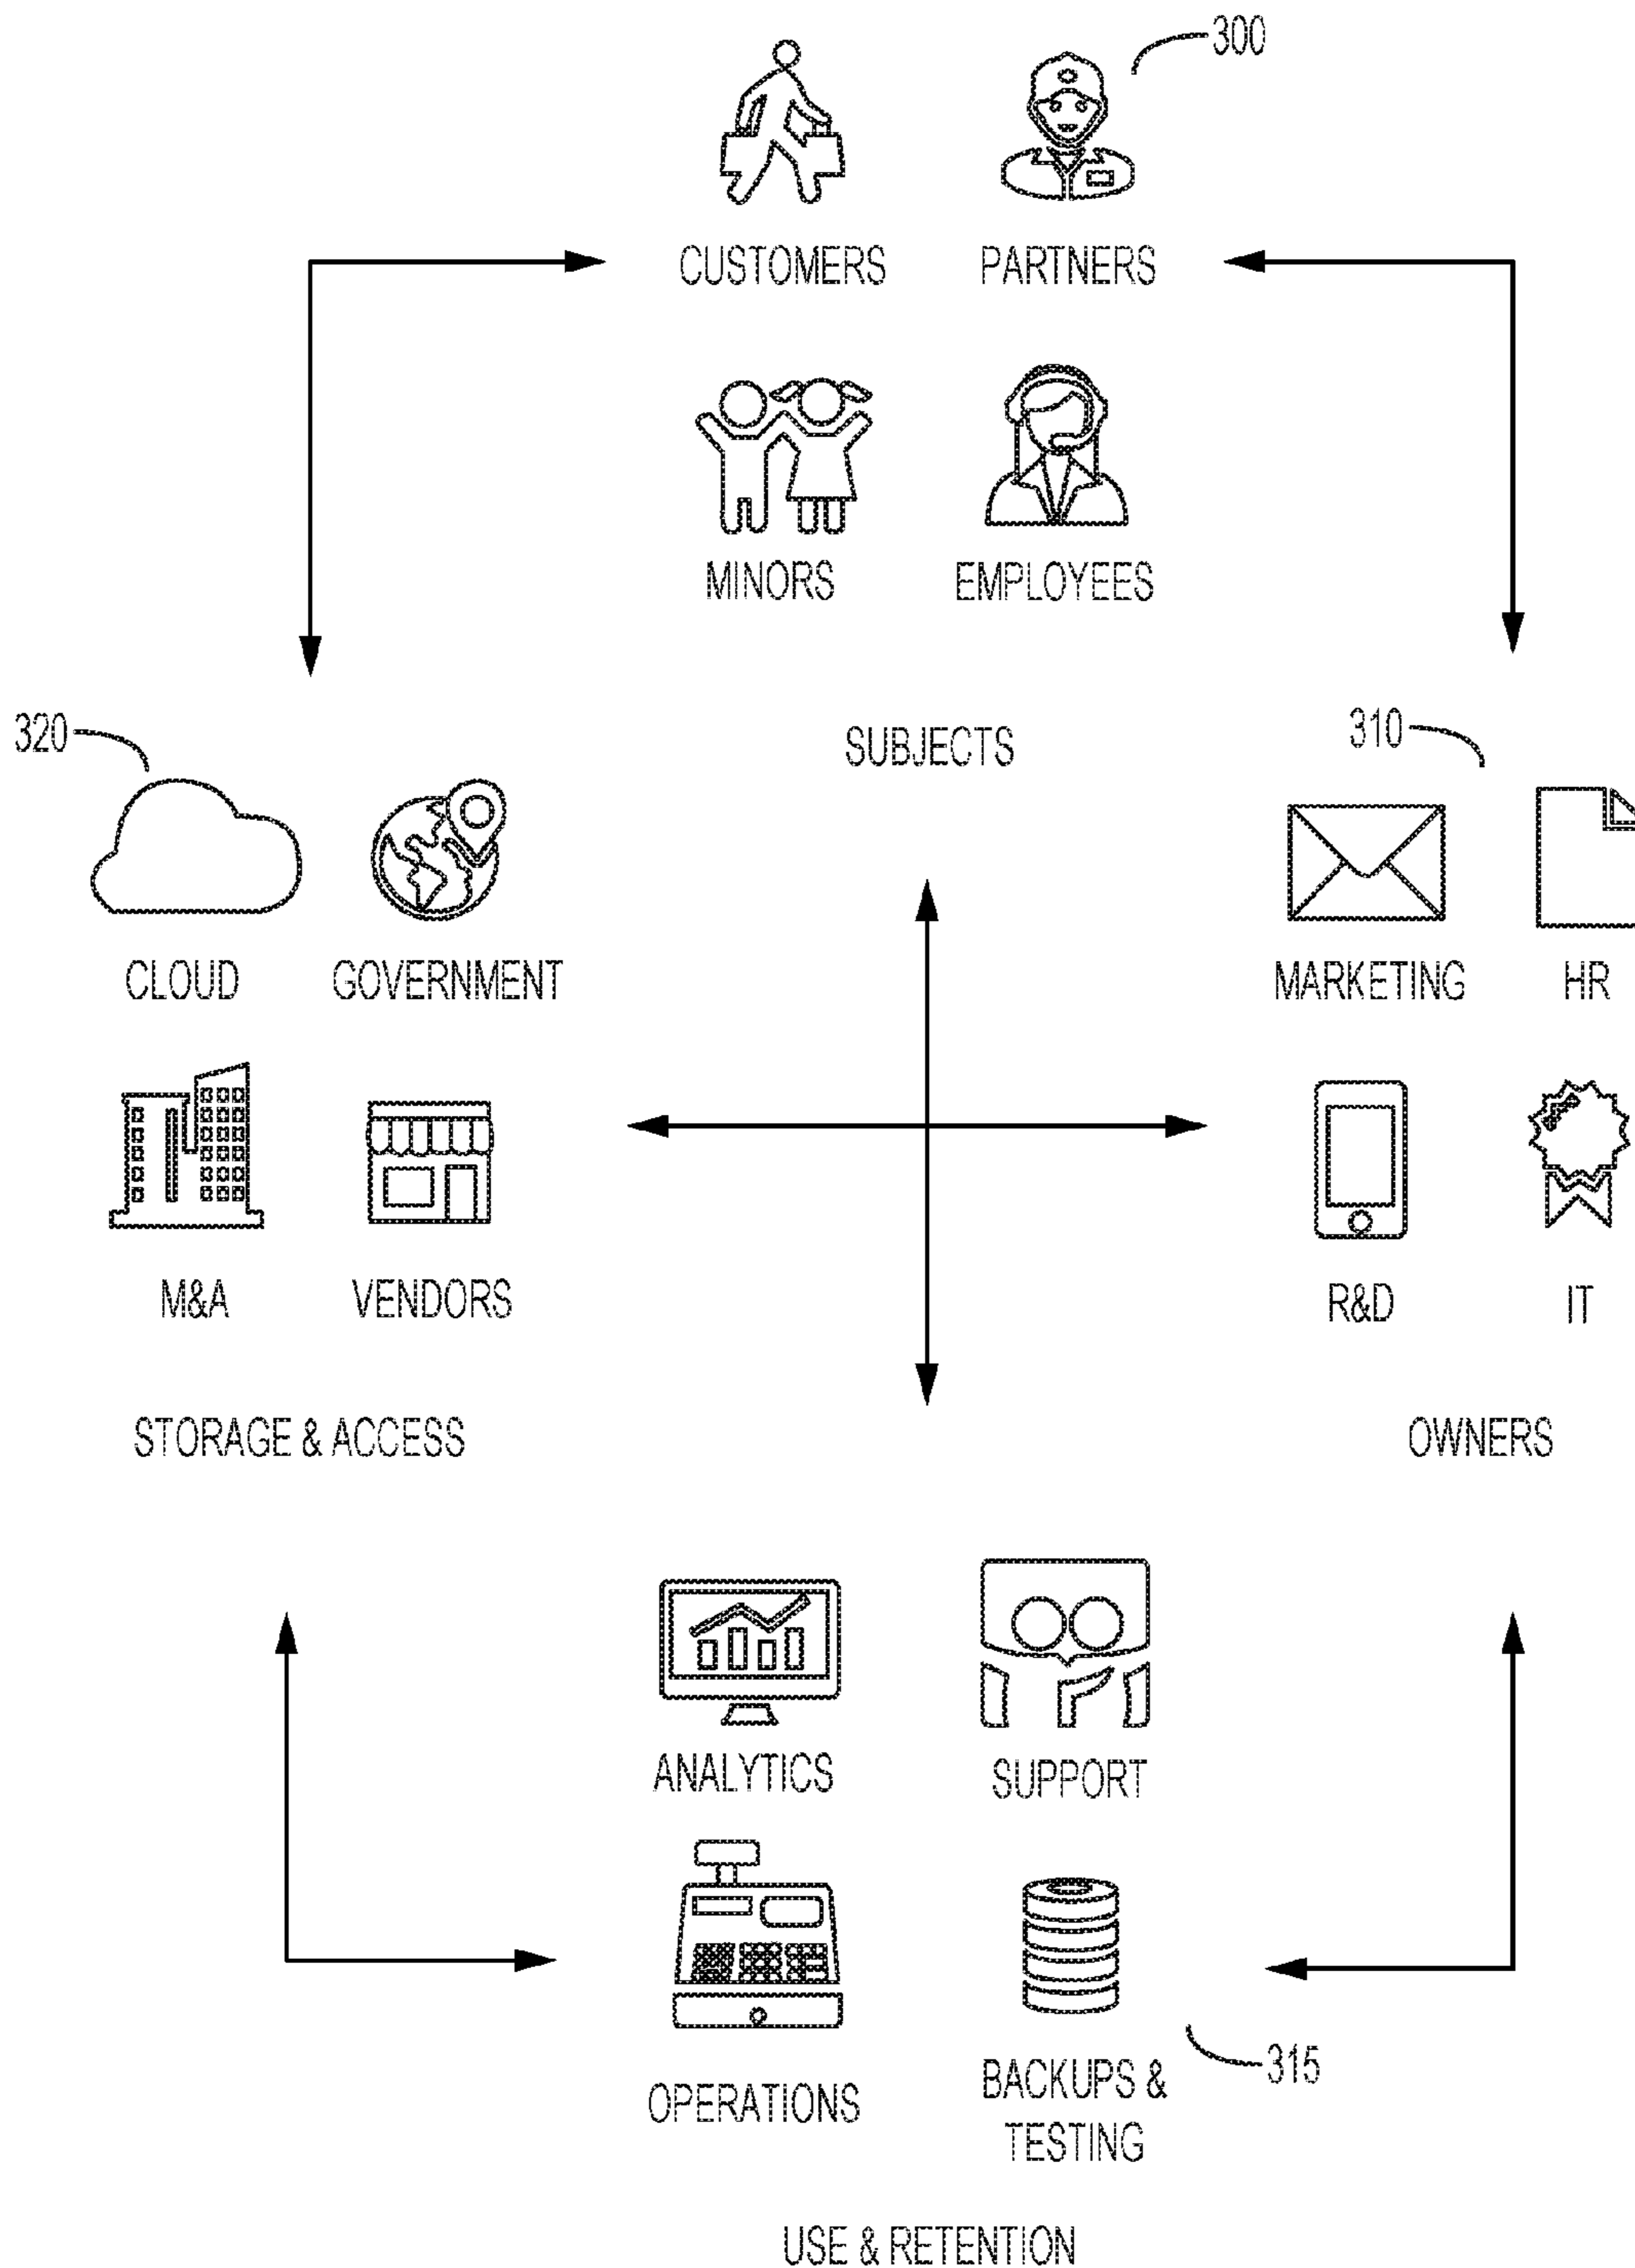 300
CUSTOMERS
PARTNERS
MINORS
EMPLOYEES
SUBJECTS
320
CLOUD
GOVERNMENT
M&A
VENDORS
STORAGE & ACCESS
310
MARKETING
HR
R&D
IT
OWNERS
ANALYTICS
SUPPORT
OPERATIONS
BACKUPS &
TESTING
315
USE & RETENTION